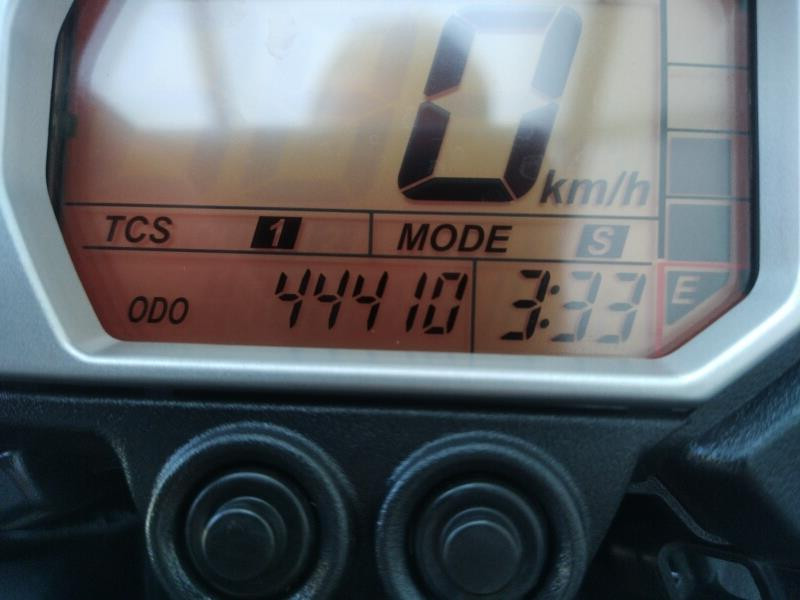 0 km/h
TCS 1 MODE S
ODO 44410 3:33 E